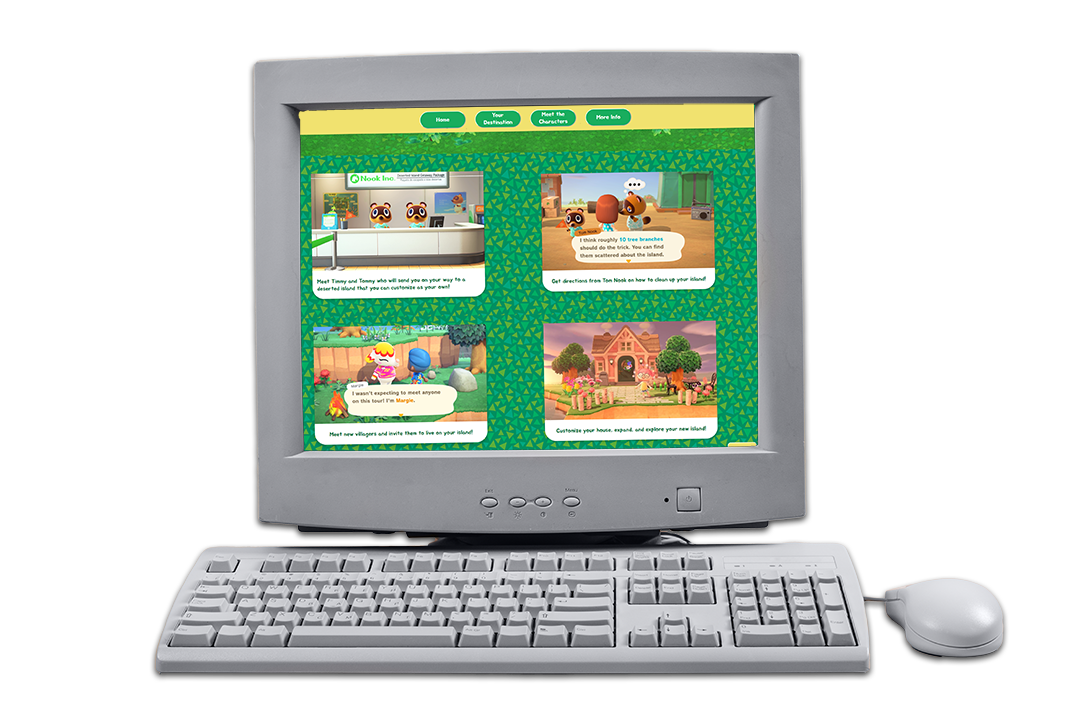 Home
Your
Destination
Meet the
Characters
More Info
Nook Inc.
Meet Timmy and Tommy who will send you on your way to a
deserted island that you can customize as your own!
Tom Nook
I think roughly 10 tree branches
should do the trick. You can find
them scattered about the island.
Get directions from Tom Nook on how to clean up your island!
Margie
I wasn't expecting to meet anyone
on this tour! I'm Margie.
Meet new villagers and invite them to live on your island!
Customize your house, expand, and explore your new island!